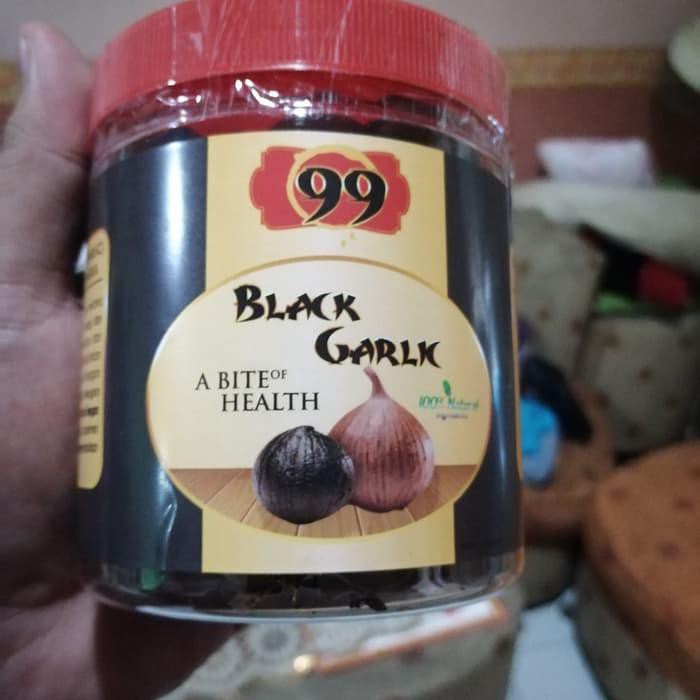 99
BLACK
GARLIC
A BITE OF
HEALTH
100% Natural